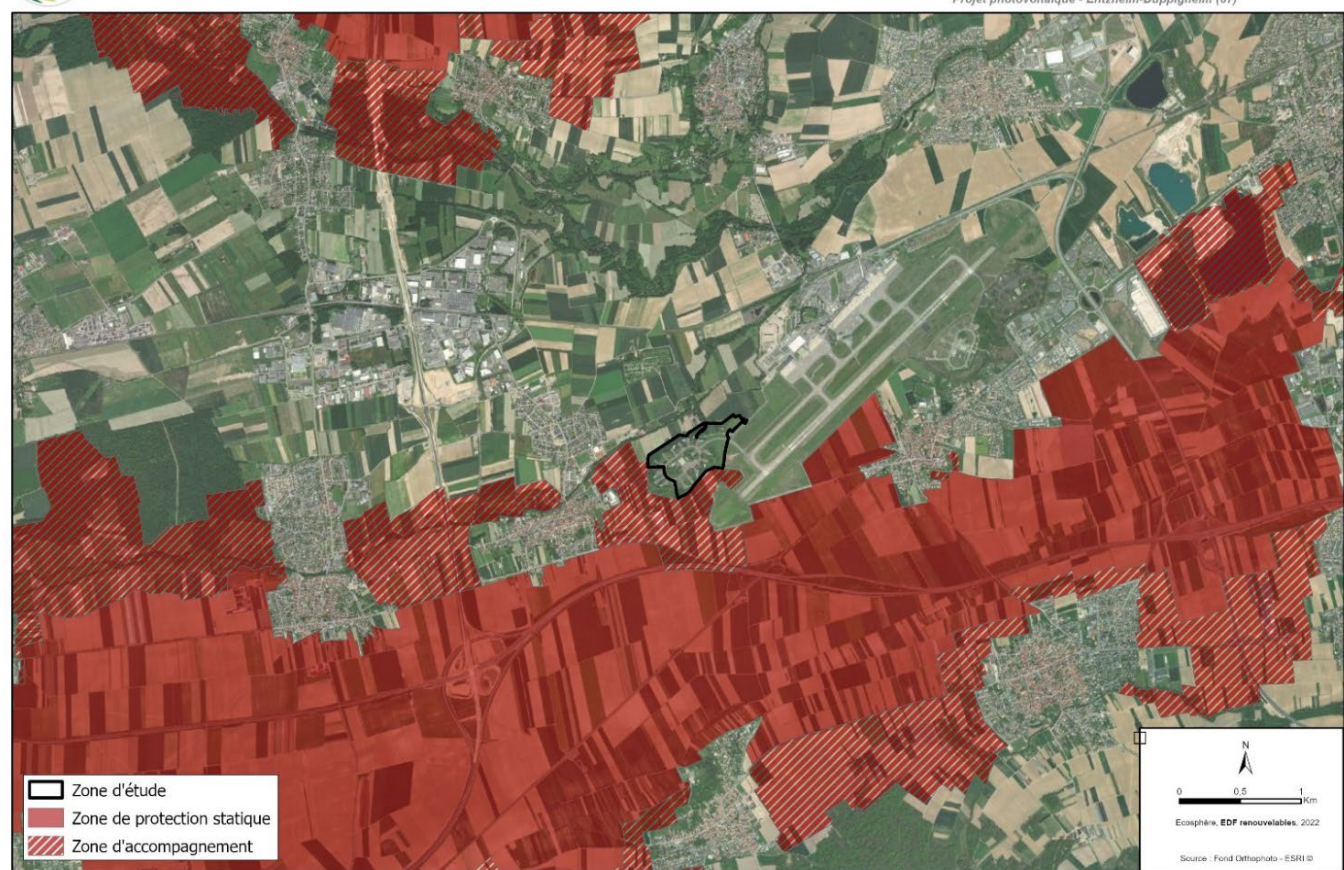 Projet photovoltaïque - Entzheim-Duppigheim (67)
Zone d'étude
Zone de protection statique
Zone d'accompagnement
N
0 0,5 1
Km
Ecosphère, EDF renouvelables, 2022
Source : Fond Orthophoto - ESRI ©